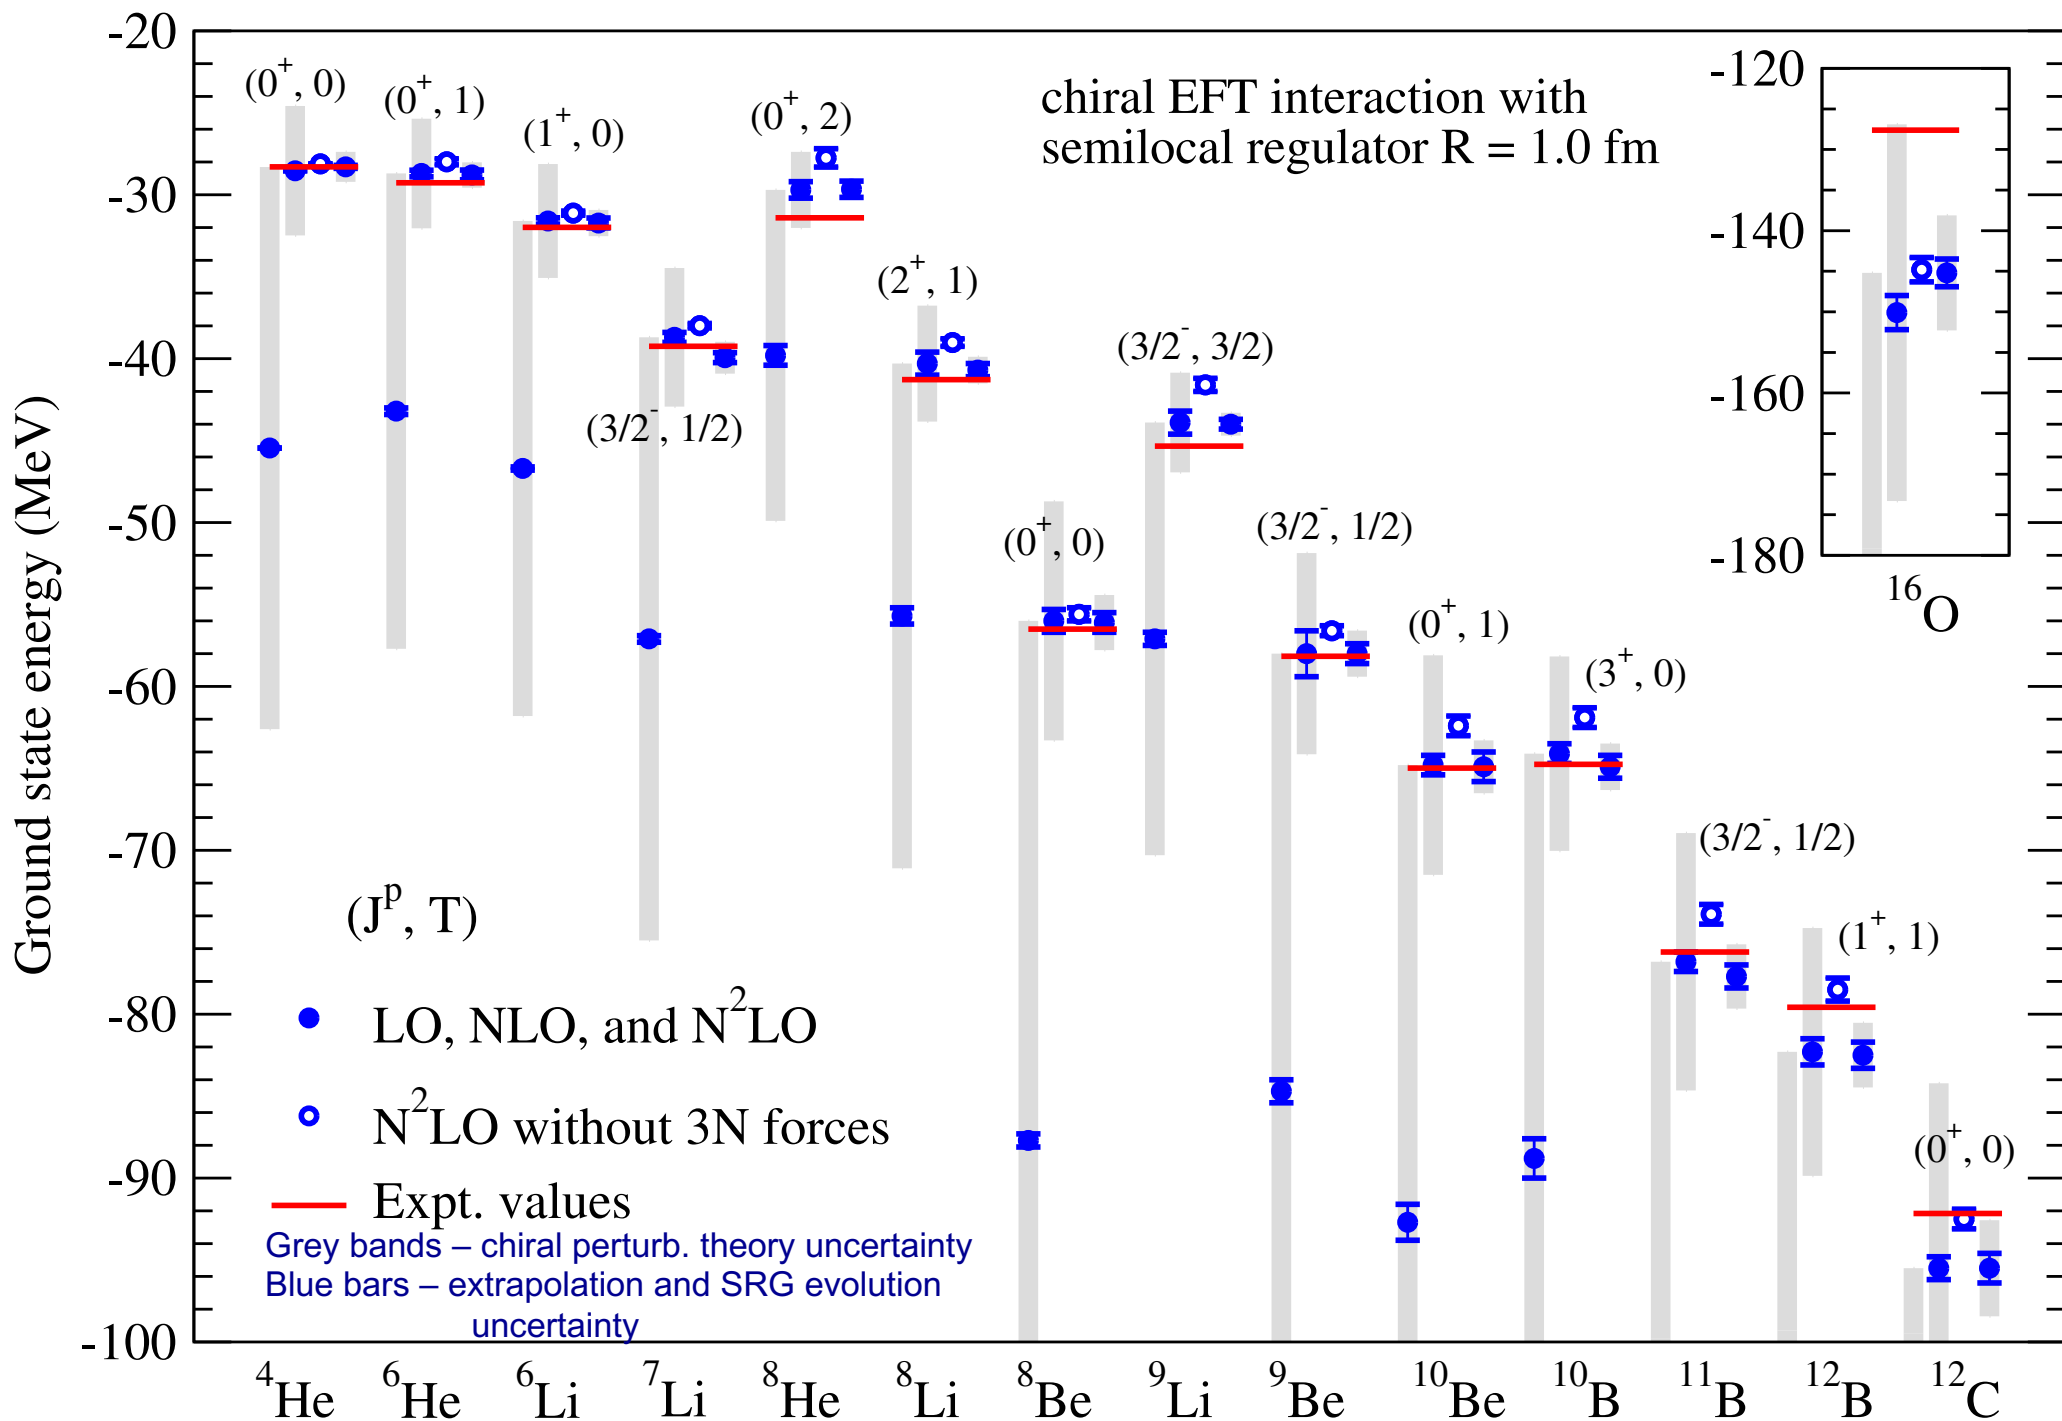 Ground state energy (MeV)
-20
-30
-40
-50
-60
-70
-80
-90
-100
(0⁺, 0)
(0⁺, 1)
(1⁺, 0)
(3/2⁻, 1/2)
(0⁺, 2)
(2⁺, 1)
(0⁺, 0)
(3/2⁻, 3/2)
(3/2⁻, 1/2)
(0⁺, 1)
(3⁺, 0)
(3/2⁻, 1/2)
(1⁺, 1)
(0⁺, 0)
chiral EFT interaction with
semilocal regulator R = 1.0 fm
-120
-140
-160
-180
¹⁶O
(Jᵖ, T)
LO, NLO, and N²LO
N²LO without 3N forces
Expt. values
Grey bands – chiral perturb. theory uncertainty
Blue bars – extrapolation and SRG evolution
uncertainty
⁴He ⁶He ⁶Li ⁷Li ⁸He ⁸Li ⁸Be ⁹Li ⁹Be ¹⁰Be ¹⁰B ¹¹B ¹²B ¹²C